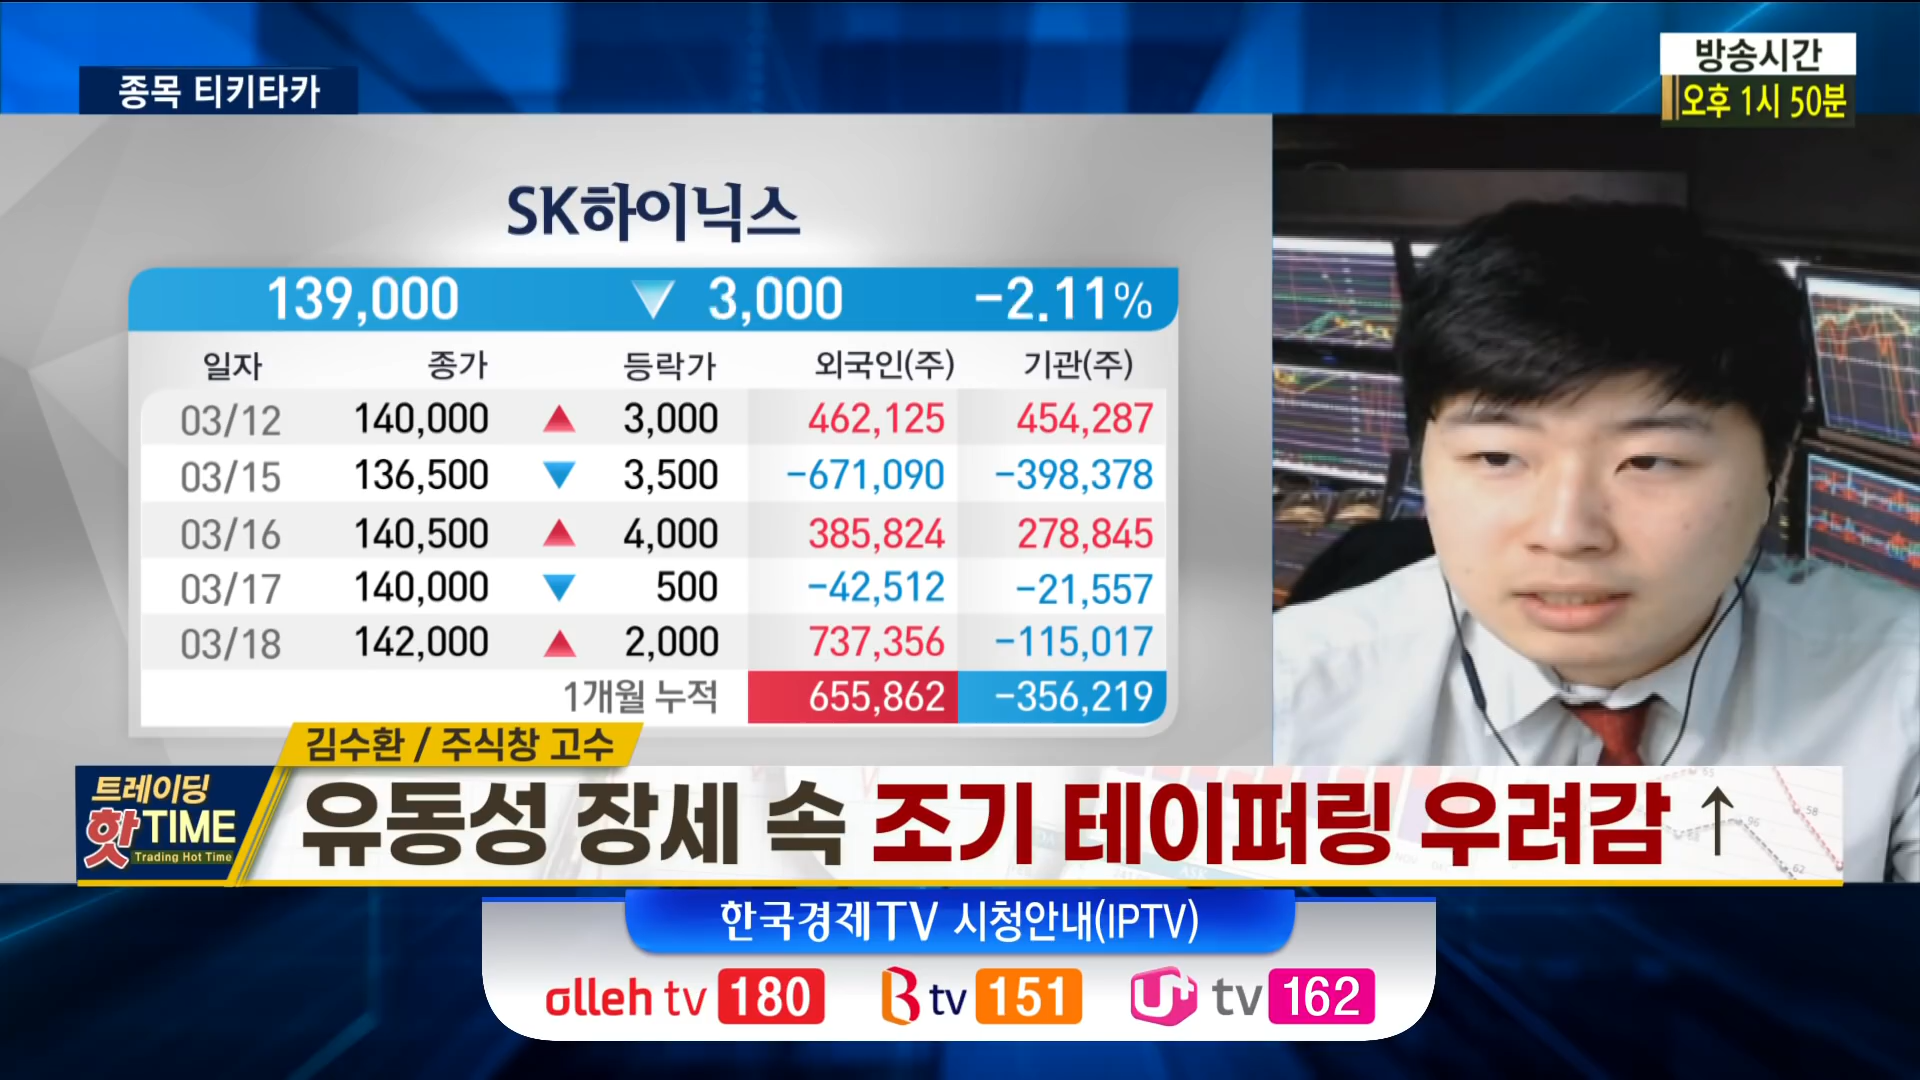 종목 티키타카
방송시간
오후 1시 50분
SK하이닉스
139,000 ▼ 3,000 -2.11%
일자 종가 등락가 외국인(주) 기관(주)
03/12 140,000 ▲ 3,000 462,125 454,287
03/15 136,500 ▼ 3,500 -671,090 -398,378
03/16 140,500 ▲ 4,000 385,824 278,845
03/17 140,000 ▼ 500 -42,512 -21,557
03/18 142,000 ▲ 2,000 737,356 -115,017
1개월 누적 655,862 -356,219
김수환 / 주식창 고수
트레이딩
핫TIME
Trading Hot Time
유동성 장세 속 조기 테이퍼링 우려감↑
한국경제TV 시청안내(IPTV)
olleh tv 180 B tv 151 U+ tv 162